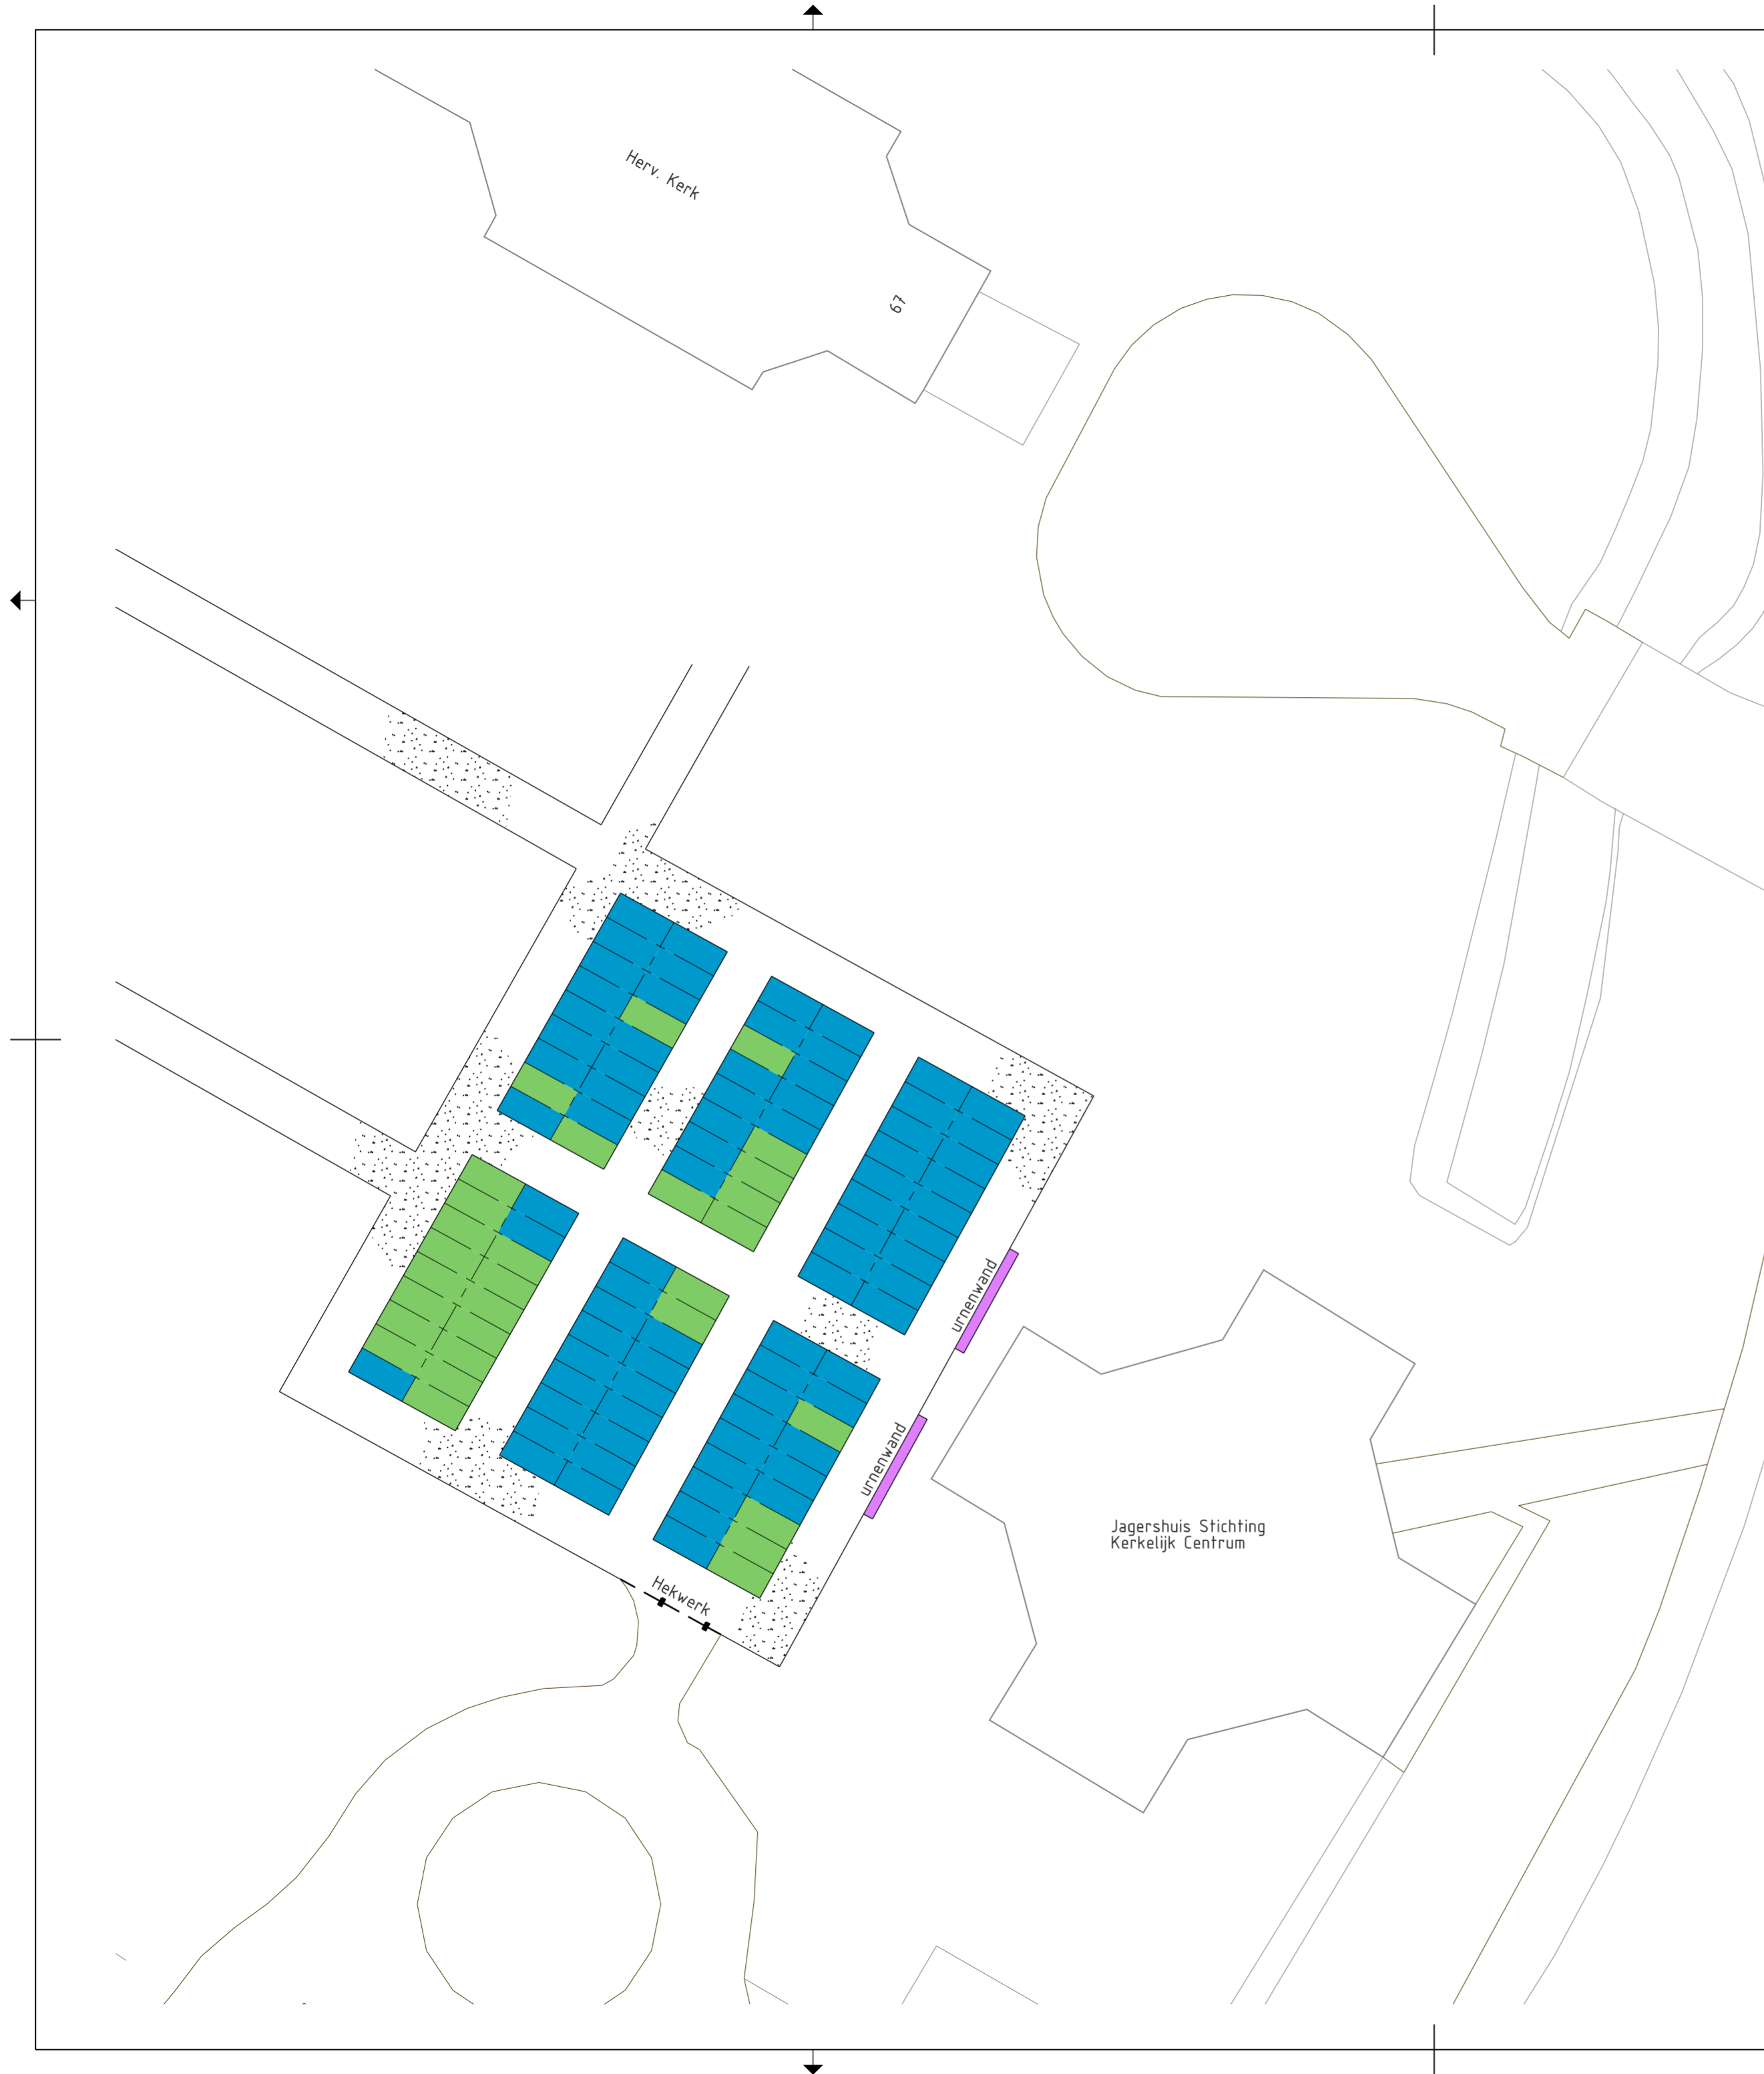 Herv. Kerk
67
urnenwand
urnenwand
Jagershuis Stichting
Kerkelijk Centrum
Hekwerk